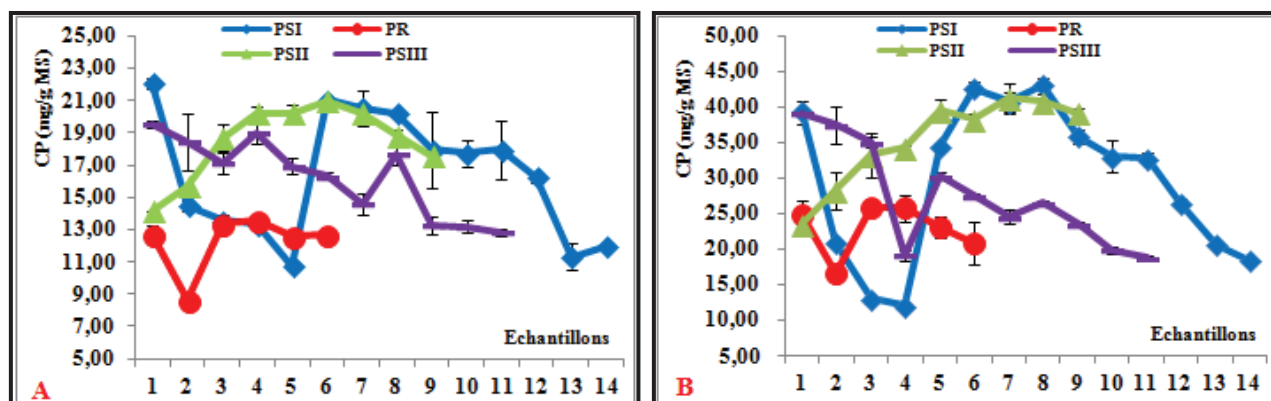 PSI PR
PSII PSIII
CP (mg/g MS)
25,00
23,00
21,00
19,00
17,00
15,00
13,00
11,00
9,00
7,00
5,00
Echantillons
1 2 3 4 5 6 7 8 9 10 11 12 13 14
A
PSI PR
PSII PSIII
CP (mg/g MS)
50,00
45,00
40,00
35,00
30,00
25,00
20,00
15,00
10,00
5,00
Echantillons
1 2 3 4 5 6 7 8 9 10 11 12 13 14
B